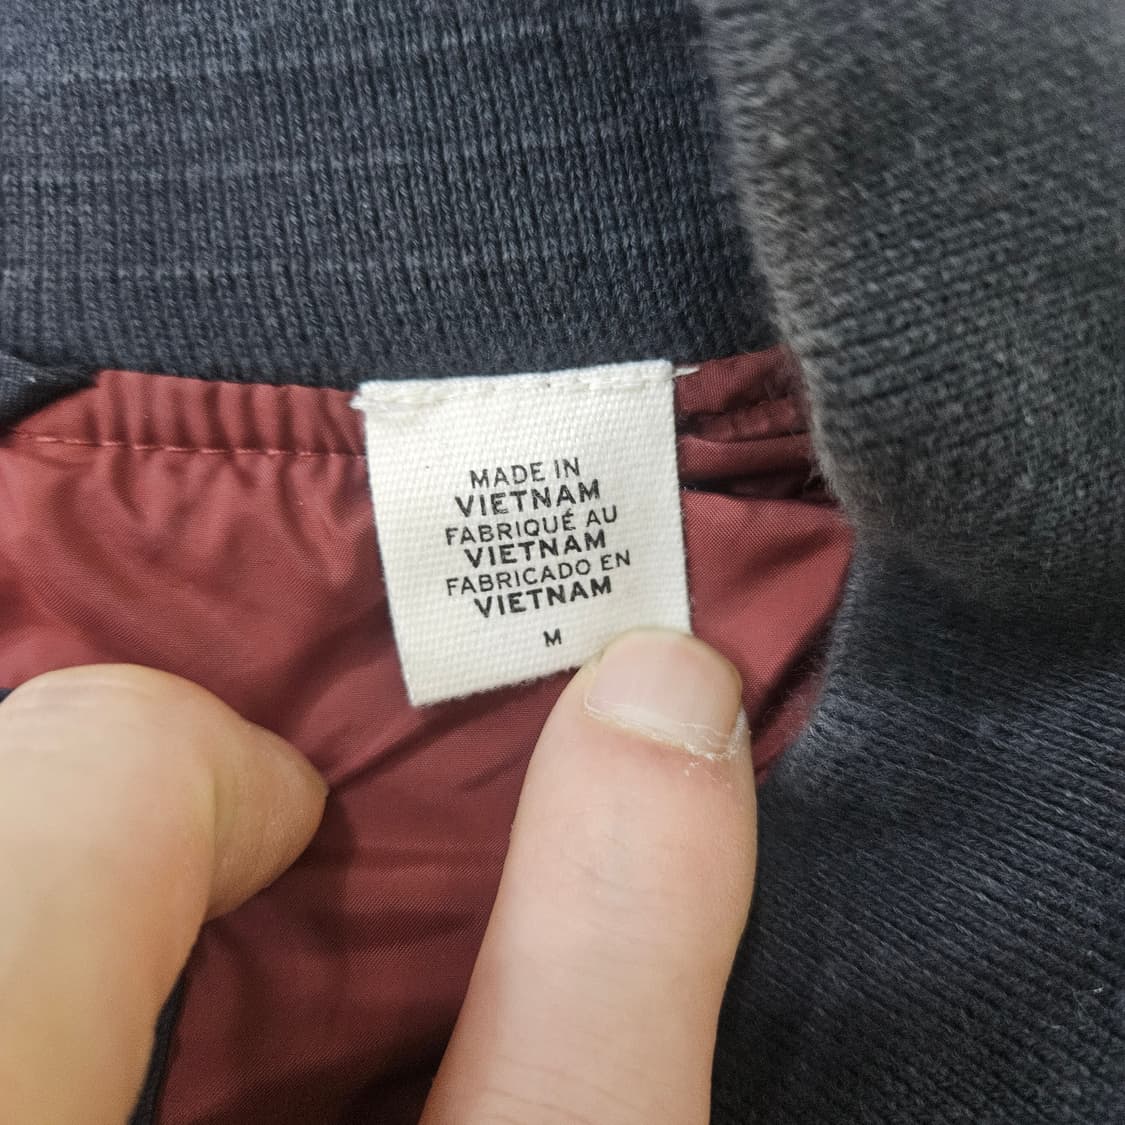 MADE IN
VIETNAM
FABRIQUÉ AU
VIETNAM
FABRICADO EN
VIETNAM
M